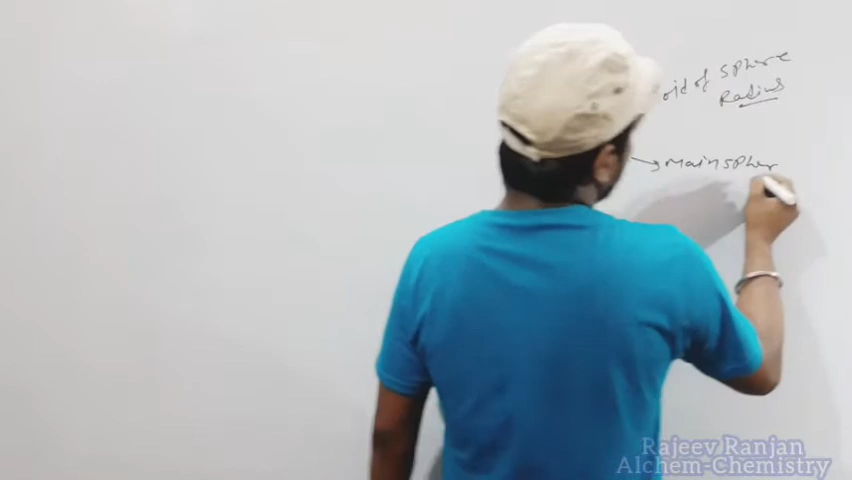 oid of sphere
Radius
→ main spher
Rajeev Ranjan
Alchem-Chemistry